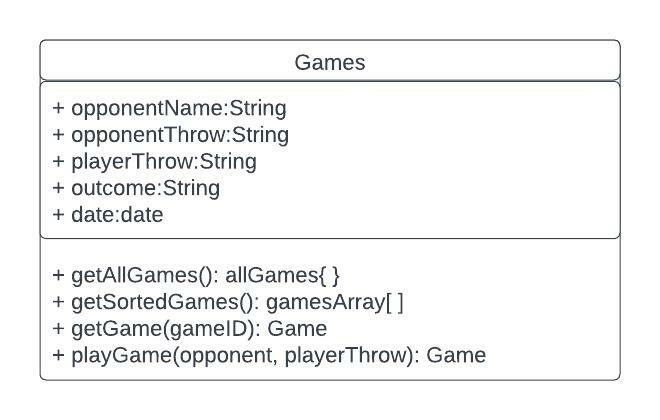 Games
+ opponentName:String
+ opponentThrow:String
+ playerThrow:String
+ outcome:String
+ date:date
+ getAllGames(): allGames{ }
+ getSortedGames(): gamesArray[ ]
+ getGame(gameID): Game
+ playGame(opponent, playerThrow): Game